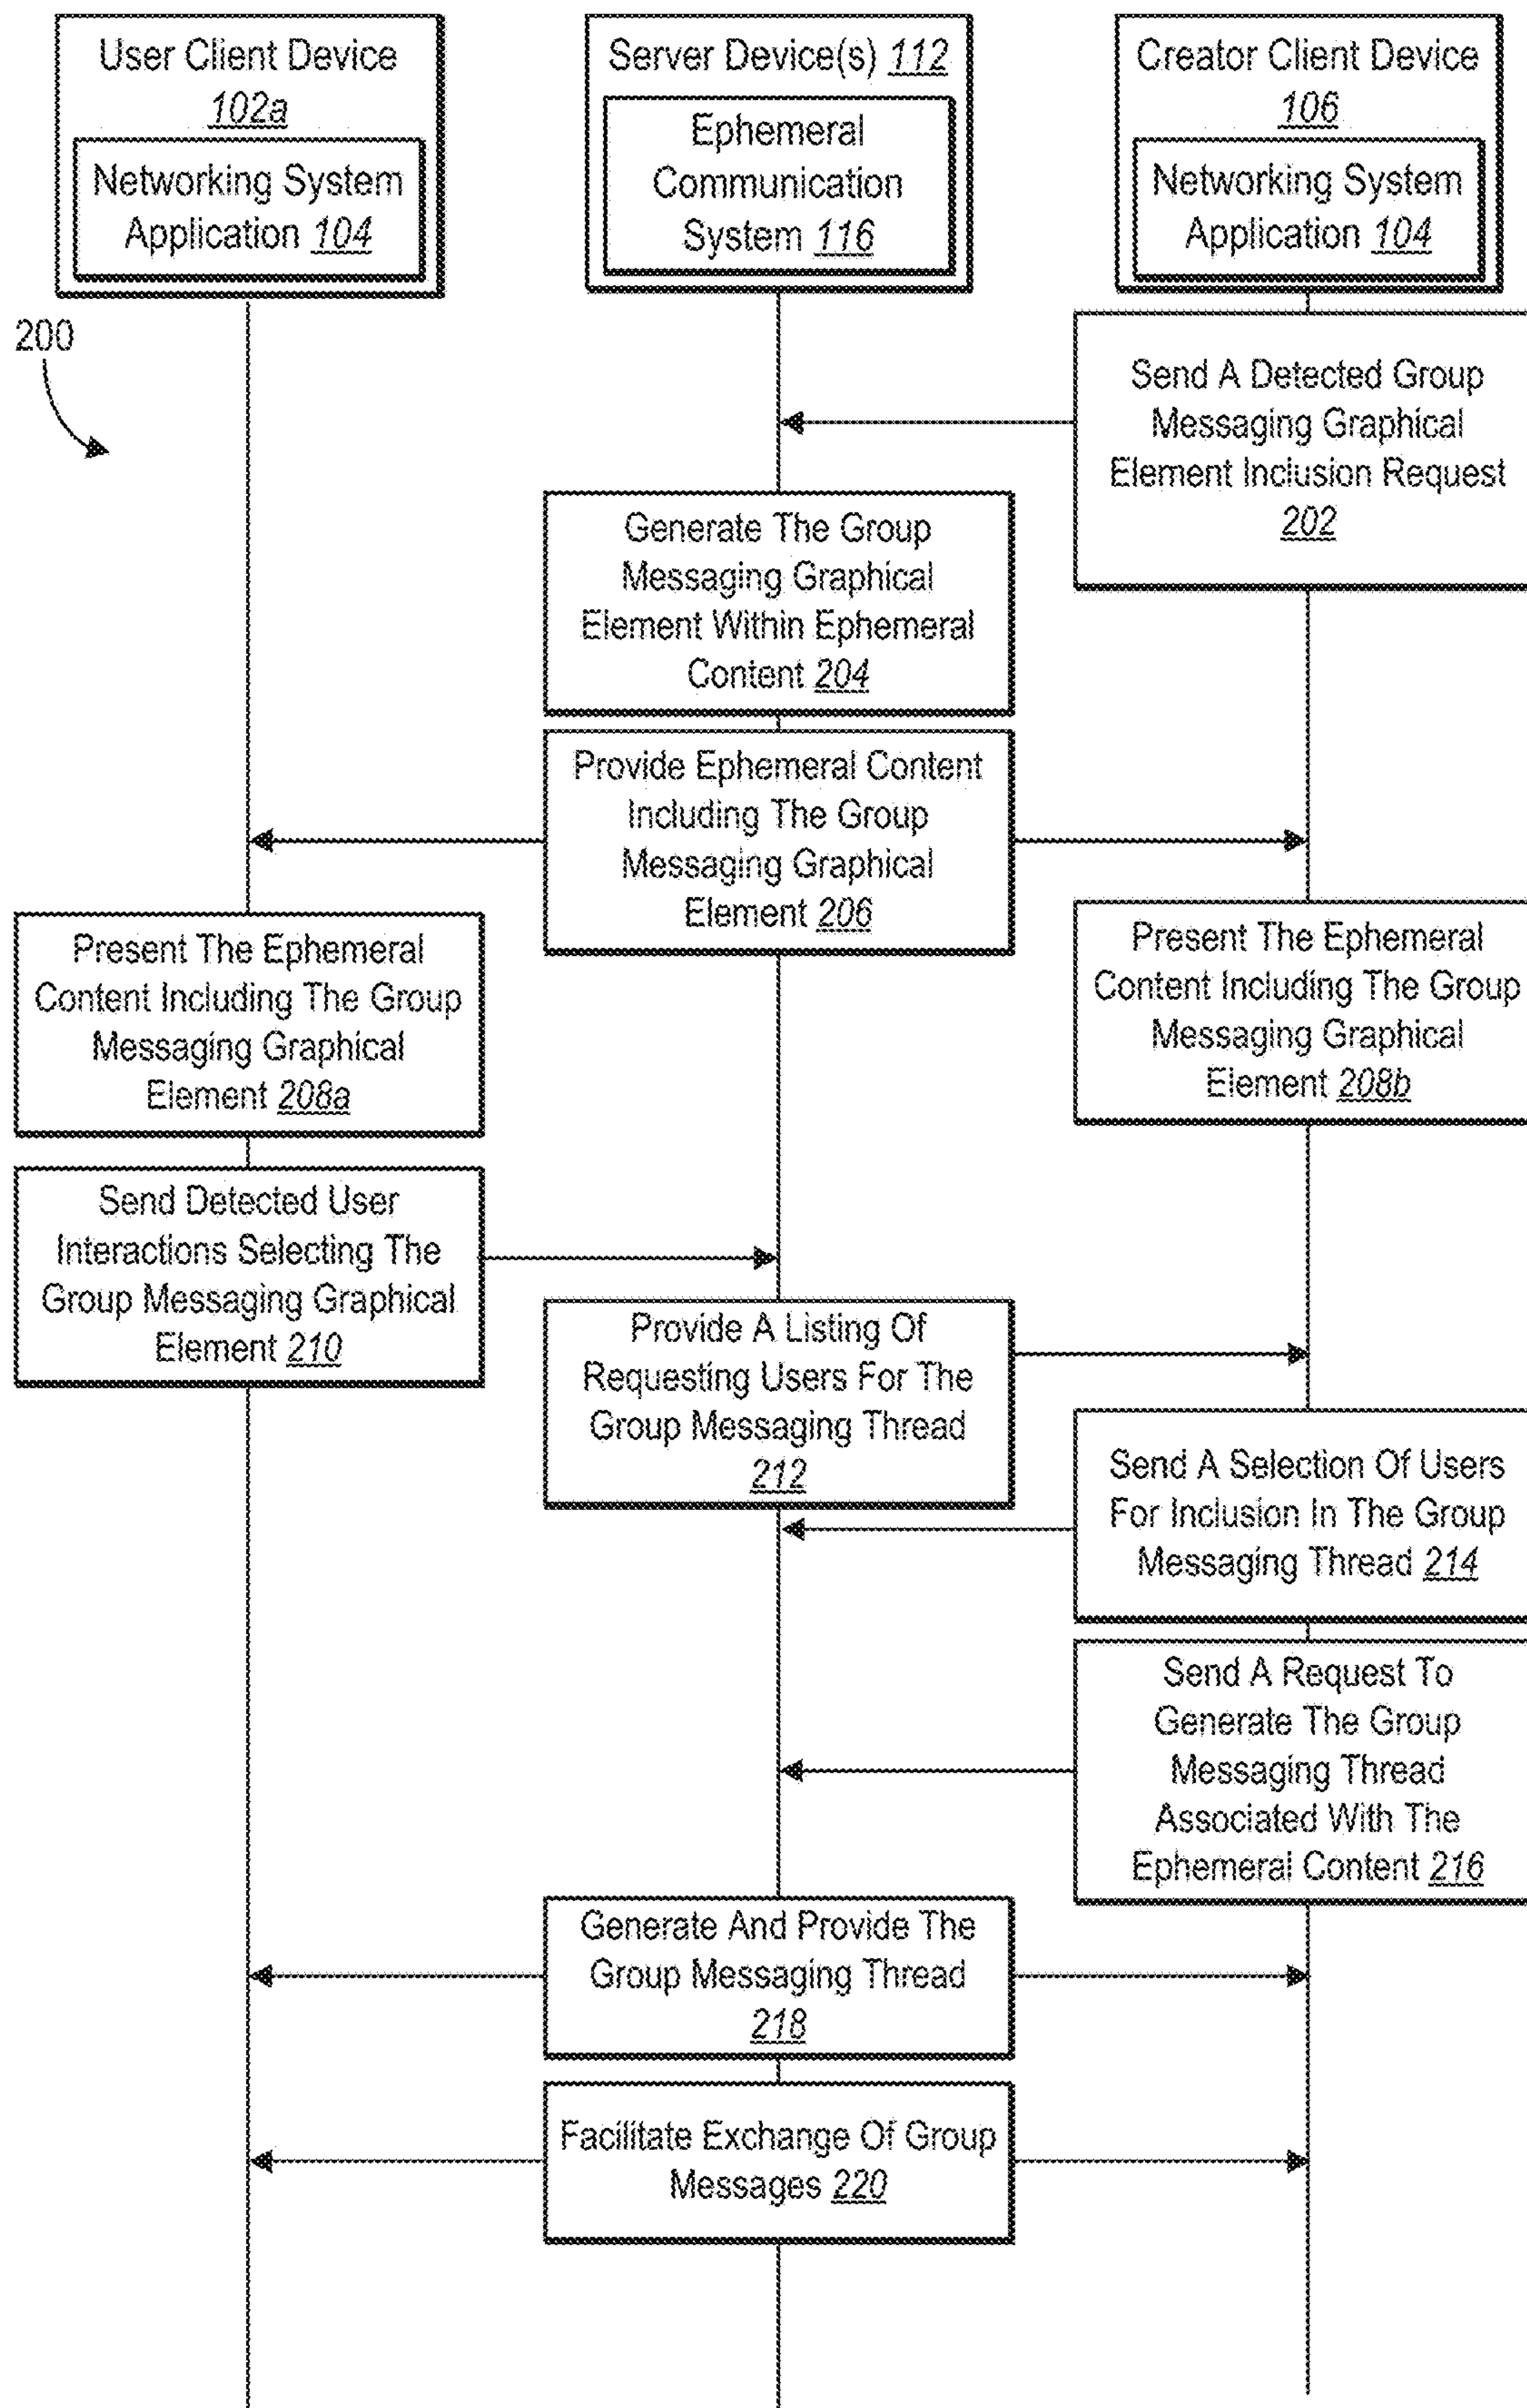 User Client Device
102a
Networking System
Application 104
Server Device(s) 112
Ephemeral
Communication
System 116
Creator Client Device
106
Networking System
Application 104
200
Send A Detected Group
Messaging Graphical
Element Inclusion Request
202
Generate The Group
Messaging Graphical
Element Within Ephemeral
Content 204
Provide Ephemeral Content
Including The Group
Messaging Graphical
Element 206
Present The Ephemeral
Content Including The Group
Messaging Graphical
Element 208a
Present The Ephemeral
Content Including The Group
Messaging Graphical
Element 208b
Send Detected User
Interactions Selecting The
Group Messaging Graphical
Element 210
Provide A Listing Of
Requesting Users For The
Group Messaging Thread
212
Send A Selection Of Users
For Inclusion In The Group
Messaging Thread 214
Send A Request To
Generate The Group
Messaging Thread
Associated With The
Ephemeral Content 216
Generate And Provide The
Group Messaging Thread
218
Facilitate Exchange Of Group
Messages 220